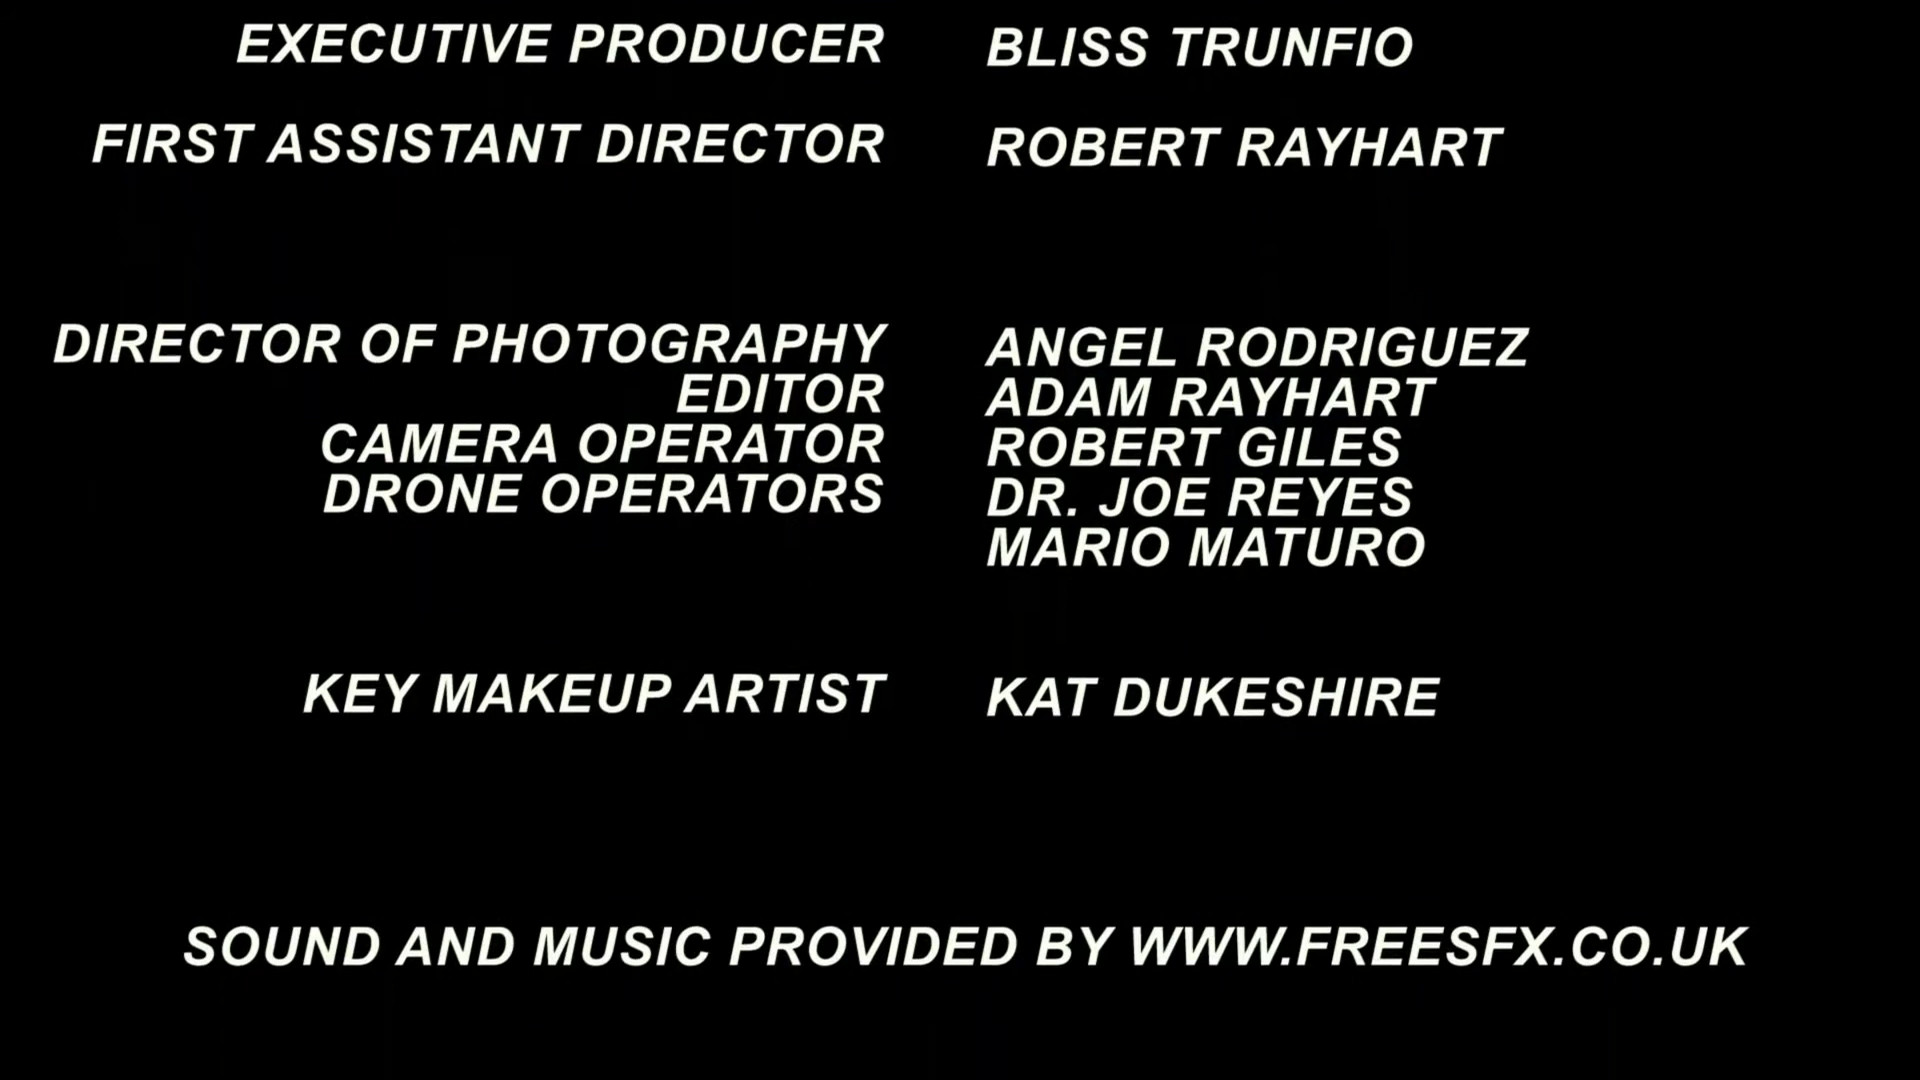 EXECUTIVE PRODUCER BLISS TRUNFIO
FIRST ASSISTANT DIRECTOR ROBERT RAYHART
DIRECTOR OF PHOTOGRAPHY ANGEL RODRIGUEZ
EDITOR ADAM RAYHART
CAMERA OPERATOR ROBERT GILES
DRONE OPERATORS DR. JOE REYES
MARIO MATURO
KEY MAKEUP ARTIST KAT DUKESHIRE
SOUND AND MUSIC PROVIDED BY WWW.FREESFX.CO.UK